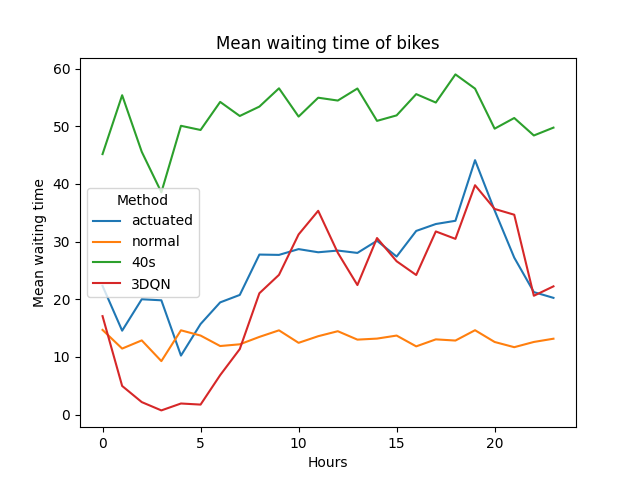 Mean waiting time of bikes
60
50
40
30
20
10
0
Mean waiting time
Method
actuated
normal
40s
3DQN
0 5 10 15 20
Hours